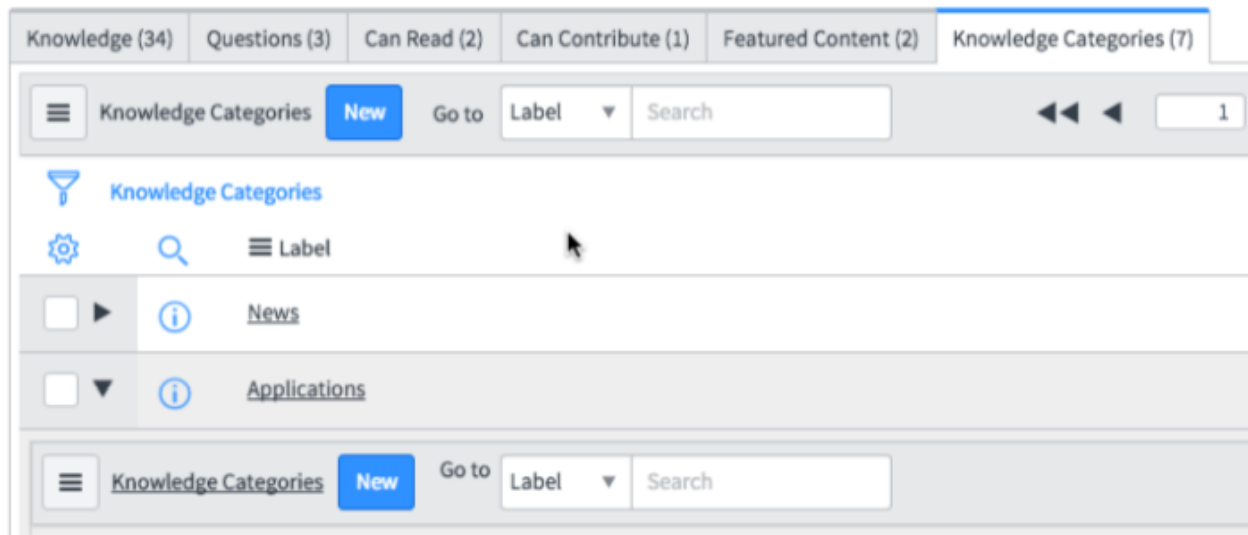 Knowledge (34) Questions (3) Can Read (2) Can Contribute (1) Featured Content (2) Knowledge Categories (7)
Knowledge Categories New Go to Label Search 1
Knowledge Categories
Label
News
Applications
Knowledge Categories New Go to Label Search